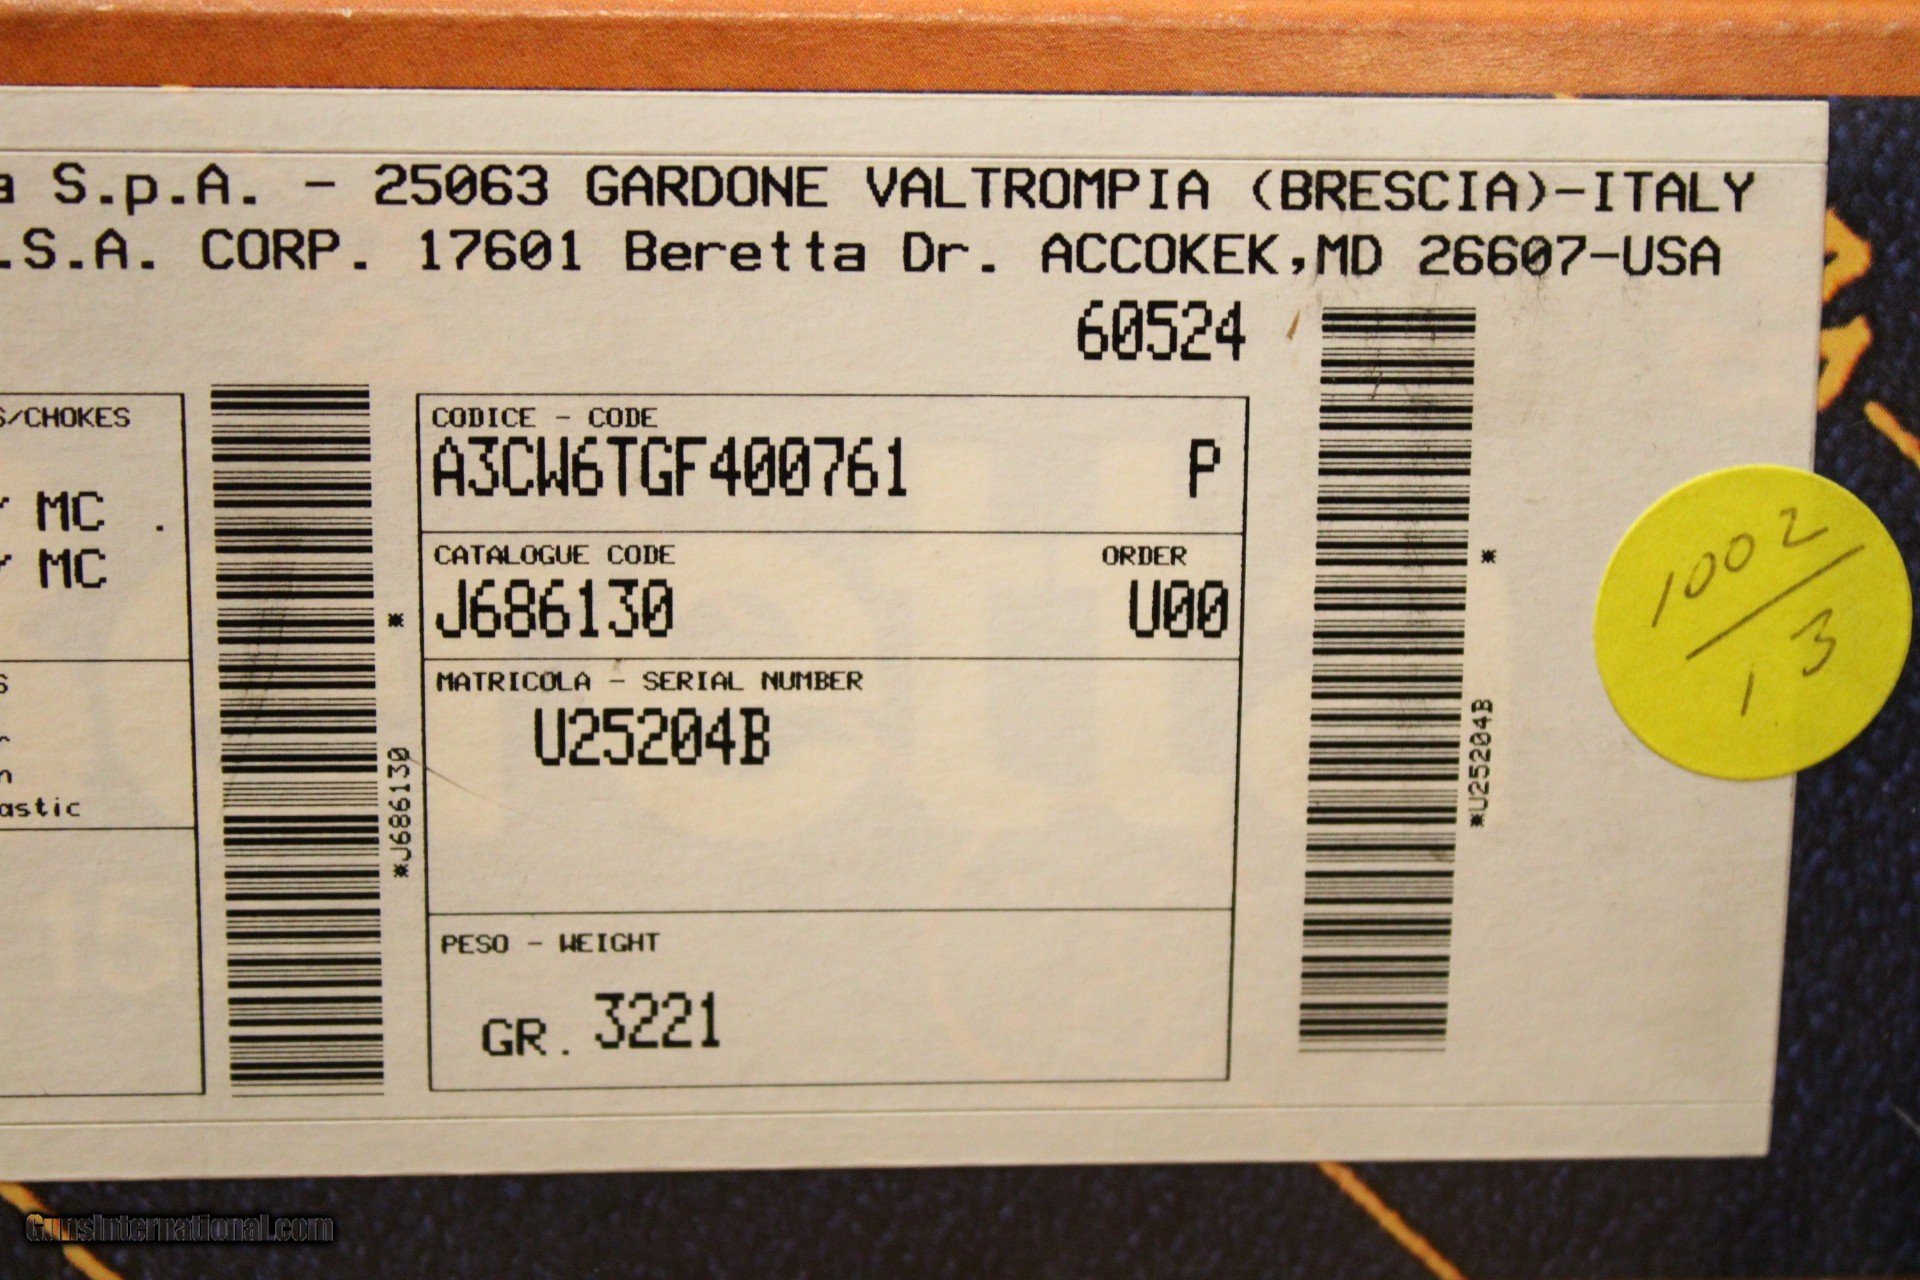 S.p.A. - 25063 GARDONE VALTROMPIA (BRESCIA)-ITALY
.S.A. CORP. 17601 Beretta Dr. ACCOKEK,MD 26607-USA
60524
S/CHOKES
MC .
MC
astic
*J686130*
CODICE - CODE
A3CW6TGF400761 P
CATALOGUE CODE ORDER
J686130 U00
MATRICOLA - SERIAL NUMBER
U25204B
PESO - WEIGHT
GR. 3221
*U25204B*
1002/13
GunsInternational.com